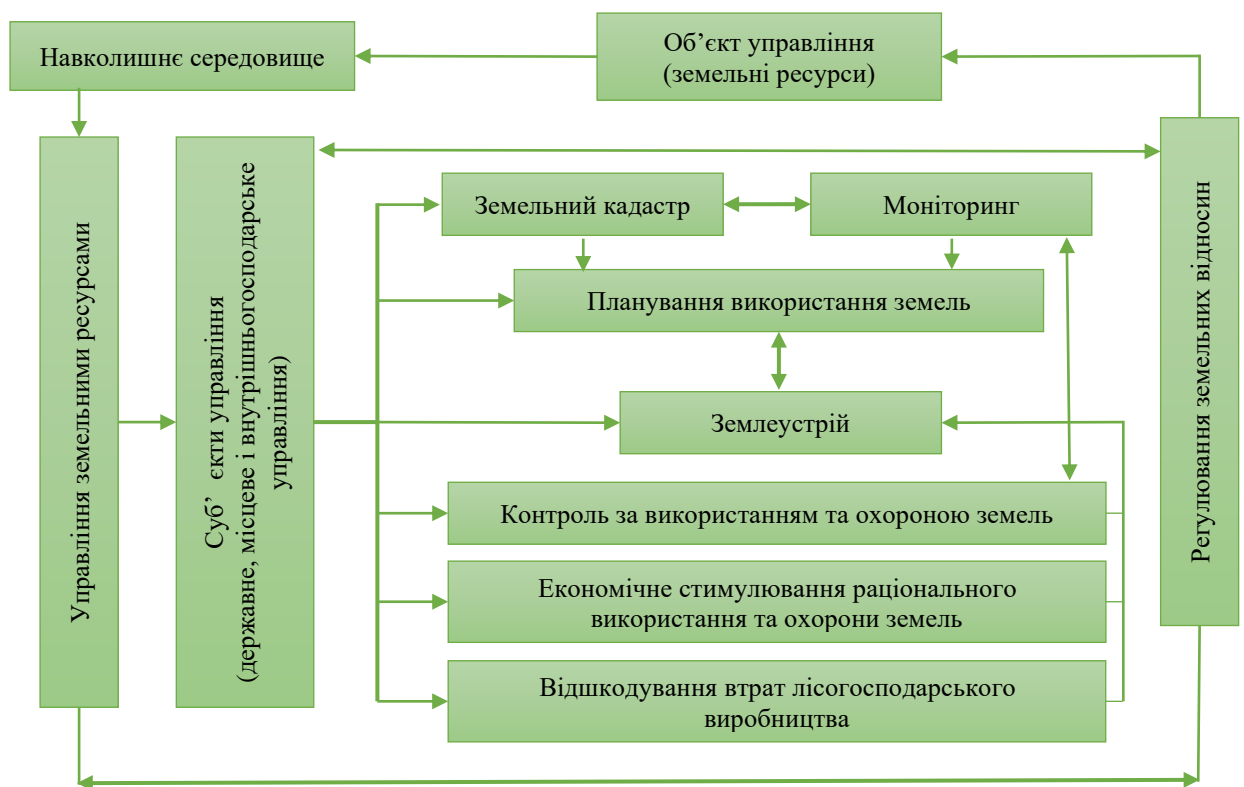 Навколишнє середовище
Об’єкт управління
(земельні ресурси)
Управління земельними ресурсами
Суб’ єкти управління
(державне, місцеве і внутрішньогосподарське
управління)
Земельний кадастр
Моніторинг
Планування використання земель
Землеустрій
Контроль за використанням та охороною земель
Економічне стимулювання раціонального
використання та охорони земель
Відшкодування втрат лісогосподарського
виробництва
Регулювання земельних відносин